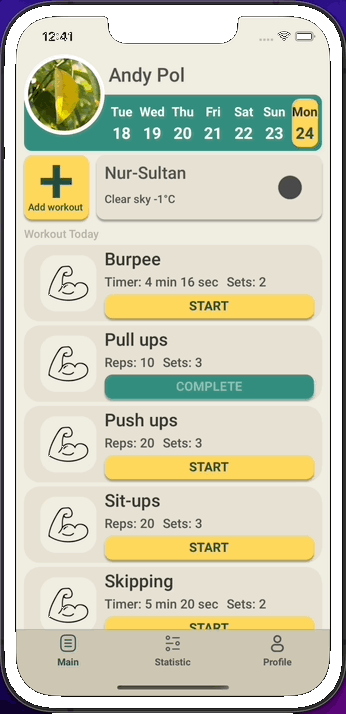 12:41
Andy Pol
Tue Wed Thu Fri Sat Sun Mon
18 19 20 21 22 23 24
Add workout
Nur-Sultan
Clear sky -1°C
Workout Today
Burpee
Timer: 4 min 16 sec Sets: 2
START
Pull ups
Reps: 10 Sets: 3
COMPLETE
Push ups
Reps: 20 Sets: 3
START
Sit-ups
Reps: 20 Sets: 3
START
Skipping
Timer: 5 min 20 sec Sets: 2
START
Main Statistic Profile